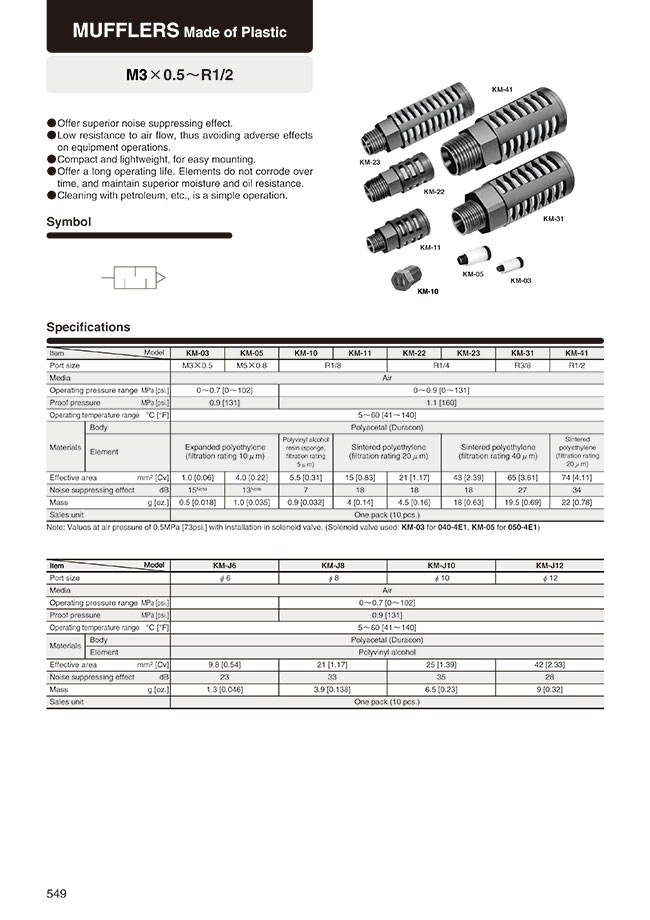 MUFFLERS Made of Plastic
M3×0.5～R1/2
●Offer superior noise suppressing effect.
●Low resistance to air flow, thus avoiding adverse effects
on equipment operations.
●Compact and lightweight, for easy mounting.
●Offer a long operating life. Elements do not corrode over
time, and maintain superior moisture and oil resistance.
●Cleaning with petroleum, etc., is a simple operation.
KM-41
KM-23
KM-22
KM-31
KM-11
KM-05
KM-03
KM-10
Symbol
Specifications
Item Model KM-03 KM-05 KM-10 KM-11 KM-22 KM-23 KM-31 KM-41
Port size M3×0.5 M5×0.8 R1/8 R1/4 R3/8 R1/2
Media Air
Operating pressure range MPa [psi.] 0～0.7 [0～102] 0～0.9 [0～131]
Proof pressure MPa [psi.] 0.9 [131] 1.1 [160]
Operating temperature range °C [°F] 5～60 [41～140]
Materials Body Polyacetal (Duracon)
Element Expanded polyethylene (filtration rating 10μm) Polyvinyl alcohol resin (sponge, filtration rating 5μm) Sintered polyethylene (filtration rating 20μm) Sintered polyethylene (filtration rating 40μm) Sintered polyethylene (filtration rating 20μm)
Effective area mm² [Cv] 1.0 [0.06] 4.0 [0.22] 5.5 [0.31] 15 [0.83] 21 [1.17] 43 [2.39] 65 [3.61] 74 [4.11]
Noise suppressing effect dB 15Note 13Note 7 18 18 18 27 34
Mass g [oz.] 0.5 [0.018] 1.0 [0.035] 0.9 [0.032] 4 [0.14] 4.5 [0.16] 18 [0.63] 19.5 [0.69] 22 [0.78]
Sales unit One pack (10 pcs.)
Note: Values at air pressure of 0.5MPa [73psi.] with installation in solenoid valve. (Solenoid valve used: KM-03 for 040-4E1, KM-05 for 050-4E1)
Item Model KM-J6 KM-J8 KM-J10 KM-J12
Port size φ6 φ8 φ10 φ12
Media Air
Operating pressure range MPa [psi.] 0～0.7 [0～102]
Proof pressure MPa [psi.] 0.9 [131]
Operating temperature range °C [°F] 5～60 [41～140]
Materials Body Polyacetal (Duracon)
Element Polyvinyl alcohol
Effective area mm² [Cv] 9.8 [0.54] 21 [1.17] 25 [1.39] 42 [2.33]
Noise suppressing effect dB 23 33 35 28
Mass g [oz.] 1.3 [0.046] 3.9 [0.138] 6.5 [0.23] 9 [0.32]
Sales unit One pack (10 pcs.)
549